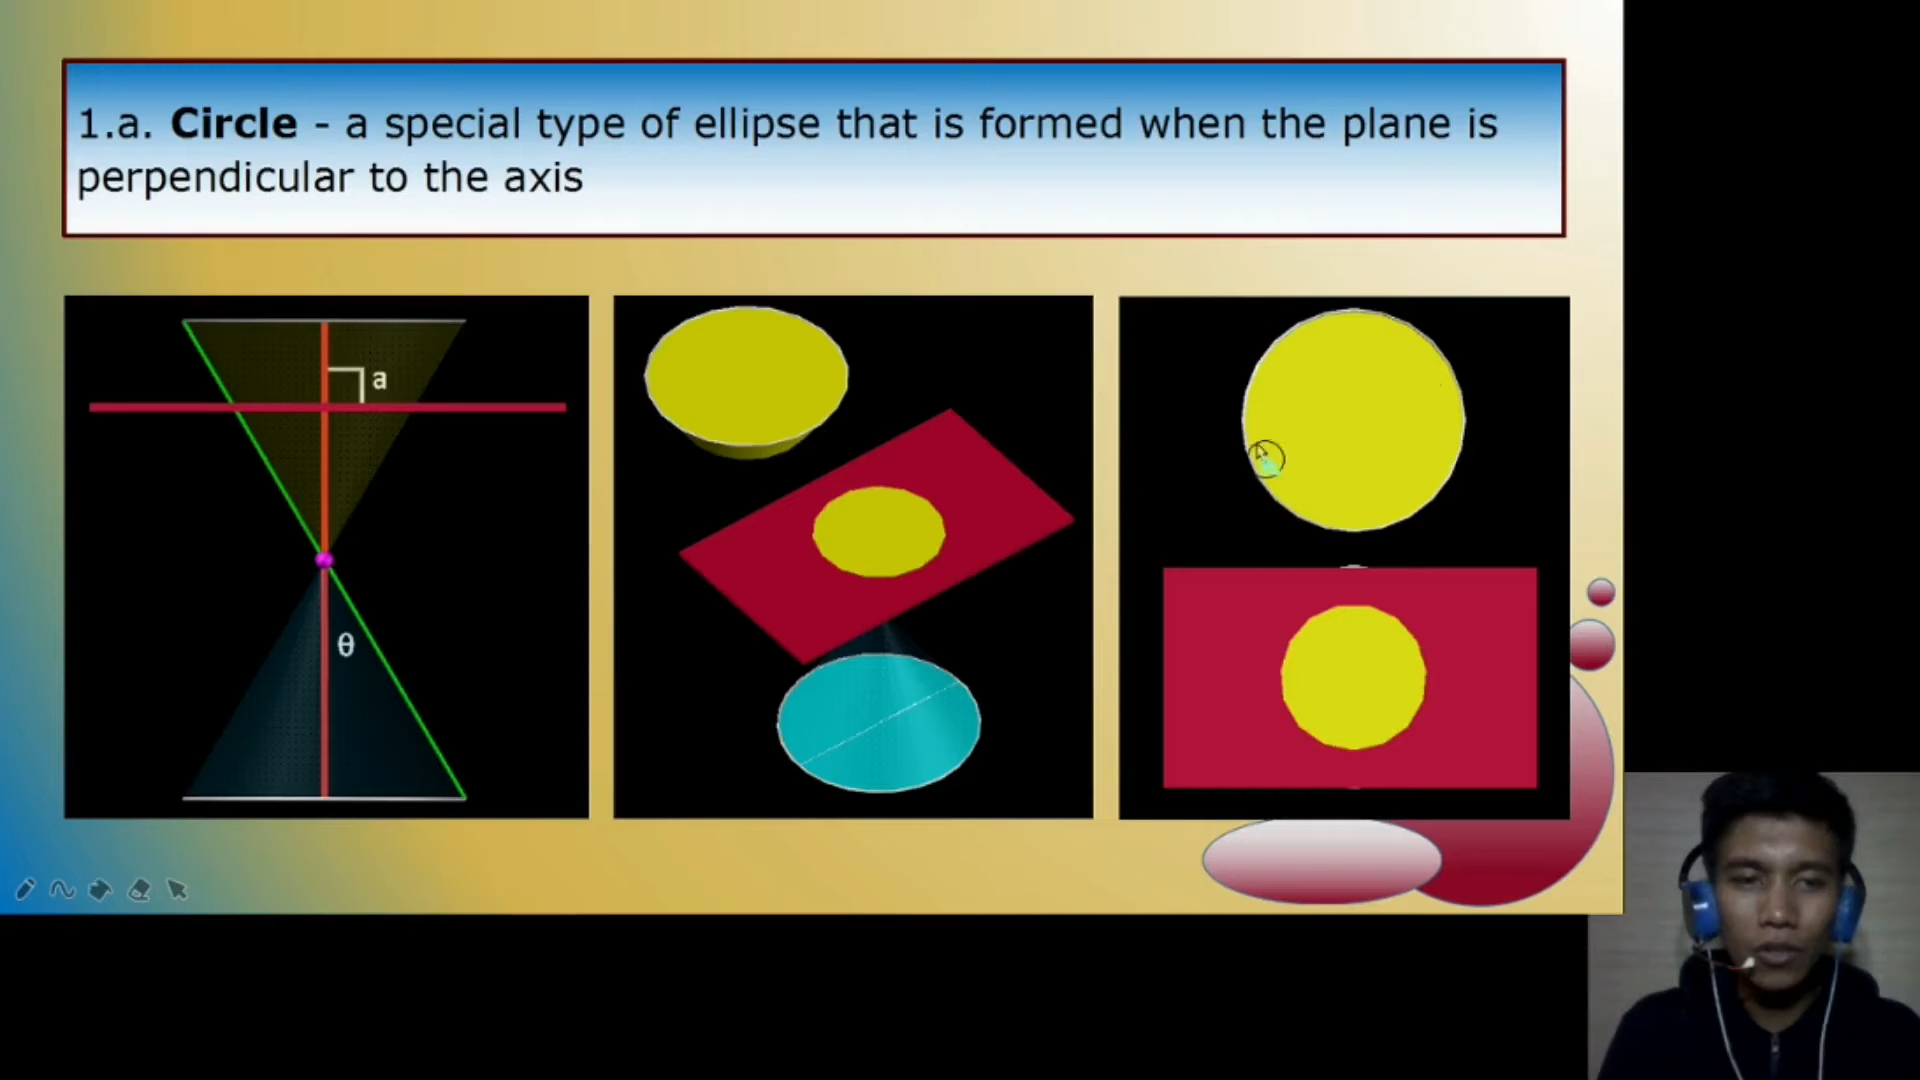 1.a. Circle - a special type of ellipse that is formed when the plane is
perpendicular to the axis
a
θ